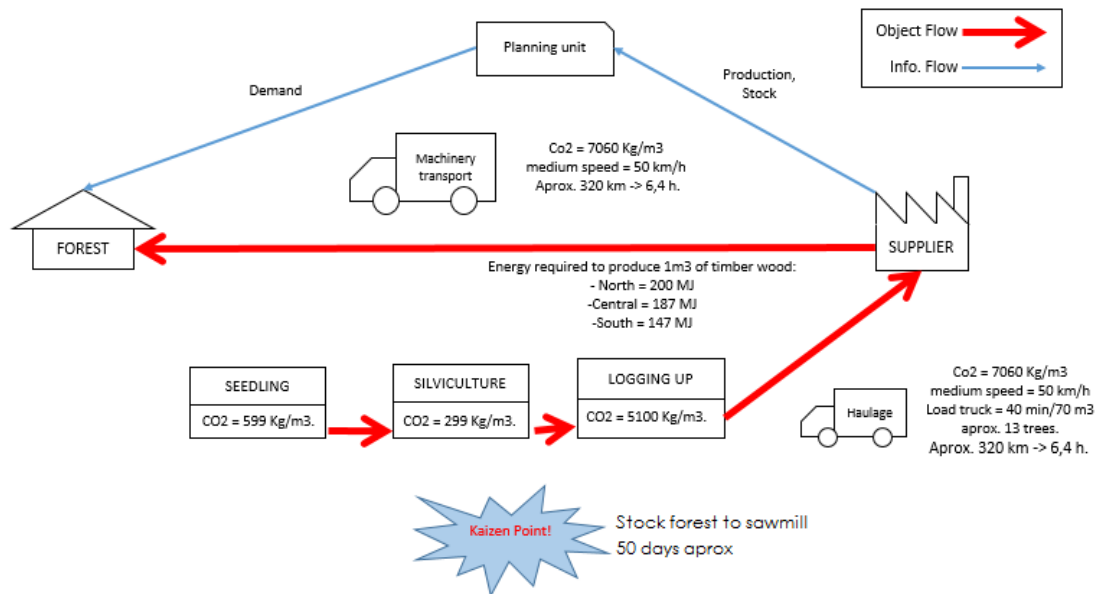 Planning unit
Object Flow
Info. Flow
Demand
Production,
Stock
Machinery
transport
Co2 = 7060 Kg/m3
medium speed = 50 km/h
Aprox. 320 km -> 6,4 h.
FOREST
SUPPLIER
Energy required to produce 1m3 of timber wood:
- North = 200 MJ
-Central = 187 MJ
-South = 147 MJ
SEEDLING
CO2 = 599 Kg/m3.
SILVICULTURE
CO2 = 299 Kg/m3.
LOGGING UP
CO2 = 5100 Kg/m3.
Haulage
Co2 = 7060 Kg/m3
medium speed = 50 km/h
Load truck = 40 min/70 m3
aprox. 13 trees.
Aprox. 320 km -> 6,4 h.
Kaizen Point!
Stock forest to sawmill
50 days aprox